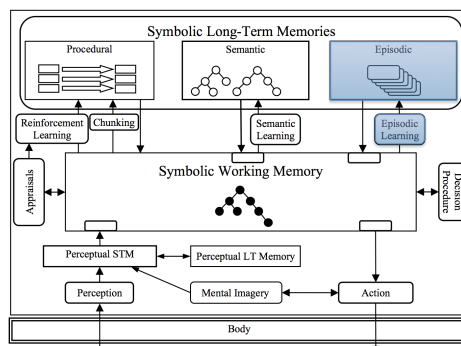 Symbolic Long-Term Memories
Procedural
Semantic
Episodic
Reinforcement
Learning
Chunking
Semantic
Learning
Episodic
Learning
Symbolic Working Memory
Appraisals
Decision
Procedure
Perceptual STM
Perceptual LT Memory
Perception
Mental Imagery
Action
Body